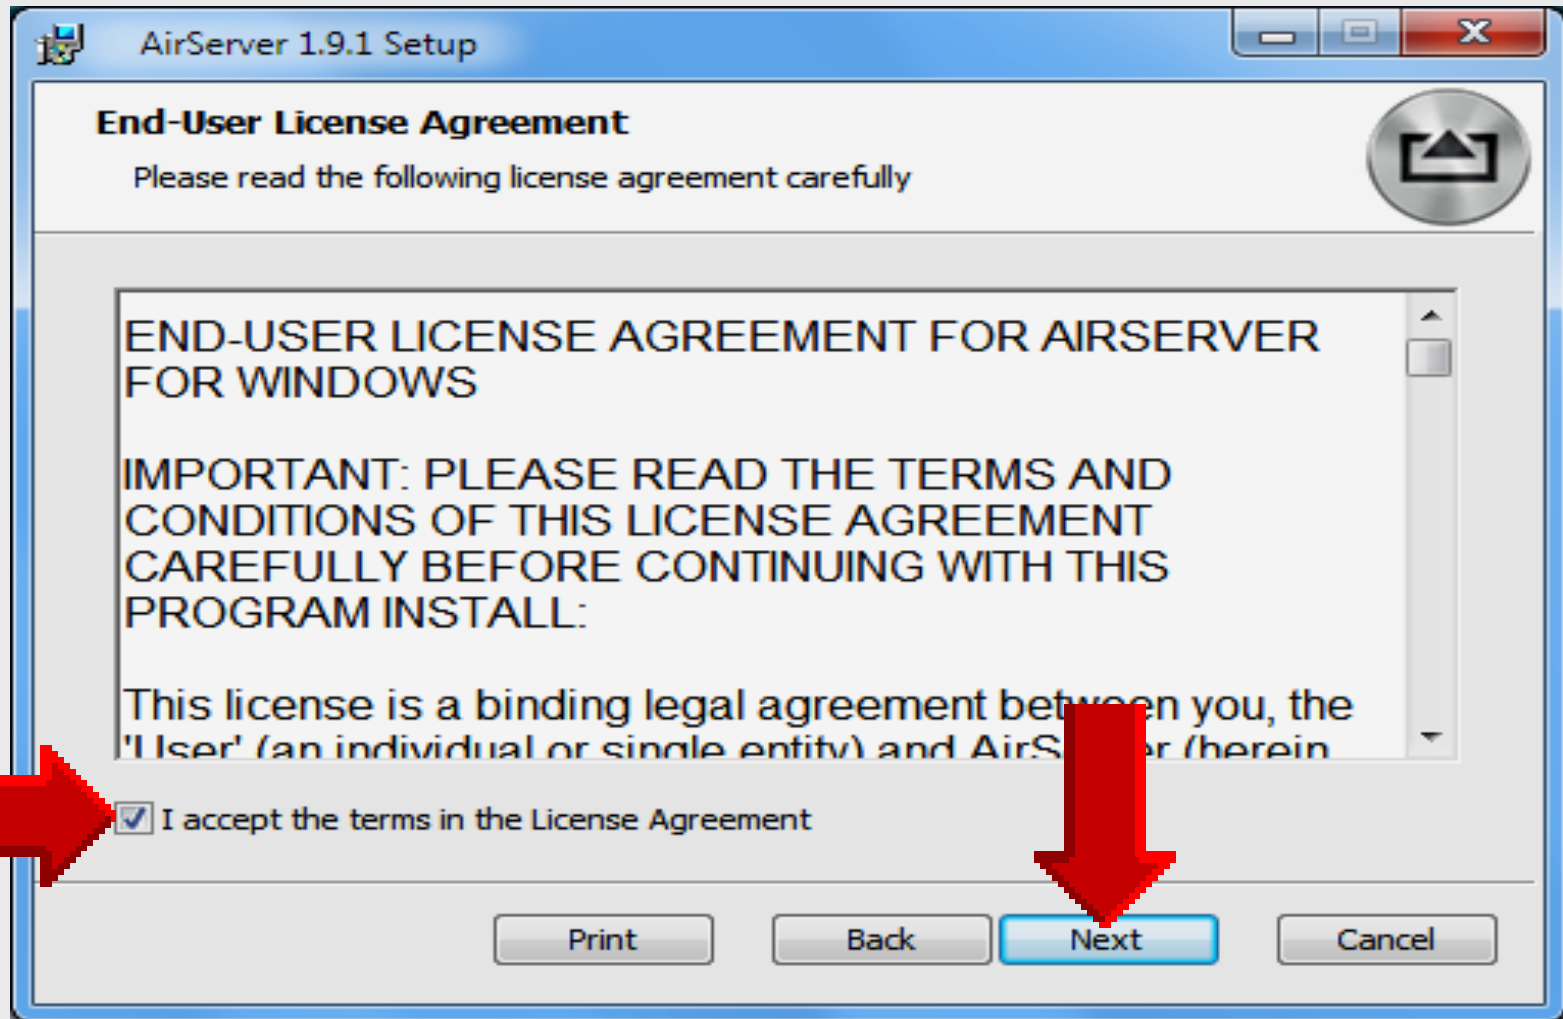 AirServer 1.9.1 Setup
End-User License Agreement
Please read the following license agreement carefully
END-USER LICENSE AGREEMENT FOR AIRSERVER
FOR WINDOWS
IMPORTANT: PLEASE READ THE TERMS AND
CONDITIONS OF THIS LICENSE AGREEMENT
CAREFULLY BEFORE CONTINUING WITH THIS
PROGRAM INSTALL:
This license is a binding legal agreement between you, the
'User' (an individual or single entity) and AirServer (herein
I accept the terms in the License Agreement
Print Back Next Cancel